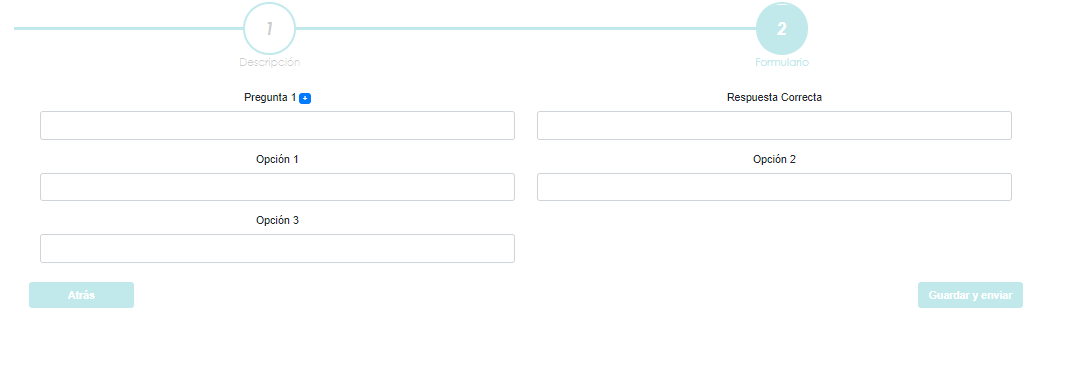 1
2
Descripción
Formulario
Pregunta 1 +
Respuesta Correcta
Opción 1
Opción 2
Opción 3
Atrás
Guardar y enviar